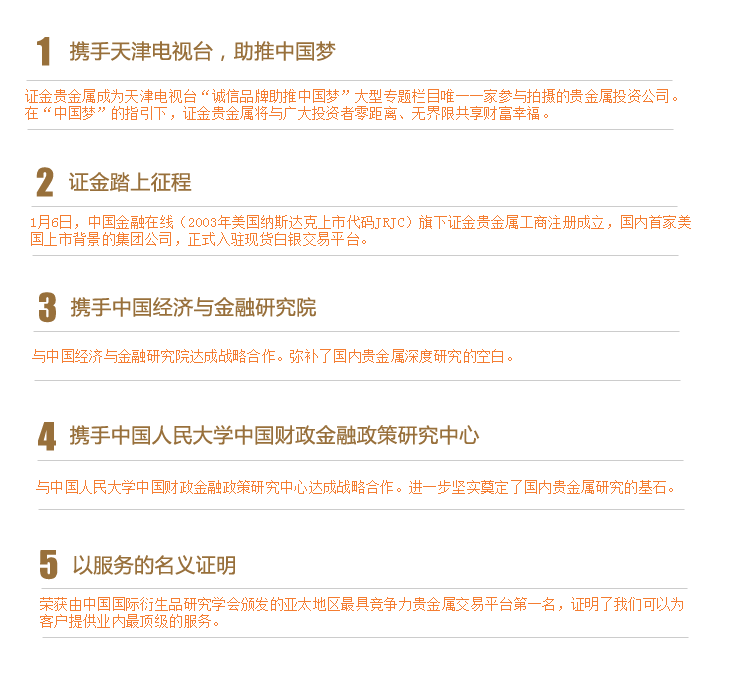 1 携手天津电视台，助推中国梦
证金贵金属成为天津电视台“诚信品牌助推中国梦”大型专题栏目唯一一家参与拍摄的贵金属投资公司。
在“中国梦”的指引下，证金贵金属将与广大投资者零距离、无界限共享财富幸福。
2 证金踏上征程
1月6日，中国金融在线（2003年美国纳斯达克上市代码JRJC）旗下证金贵金属工商注册成立，国内首家美
国上市背景的集团公司，正式入驻现货白银交易平台。
3 携手中国经济与金融研究院
与中国经济与金融研究院达成战略合作。弥补了国内贵金属深度研究的空白。
4 携手中国人民大学中国财政金融政策研究中心
与中国人民大学中国财政金融政策研究中心达成战略合作。进一步坚实奠定了国内贵金属研究的基石。
5 以服务的名义证明
荣获由中国国际衍生品研究学会颁发的亚太地区最具竞争力贵金属交易平台第一名，证明了我们可以为
客户提供业内最顶级的服务。